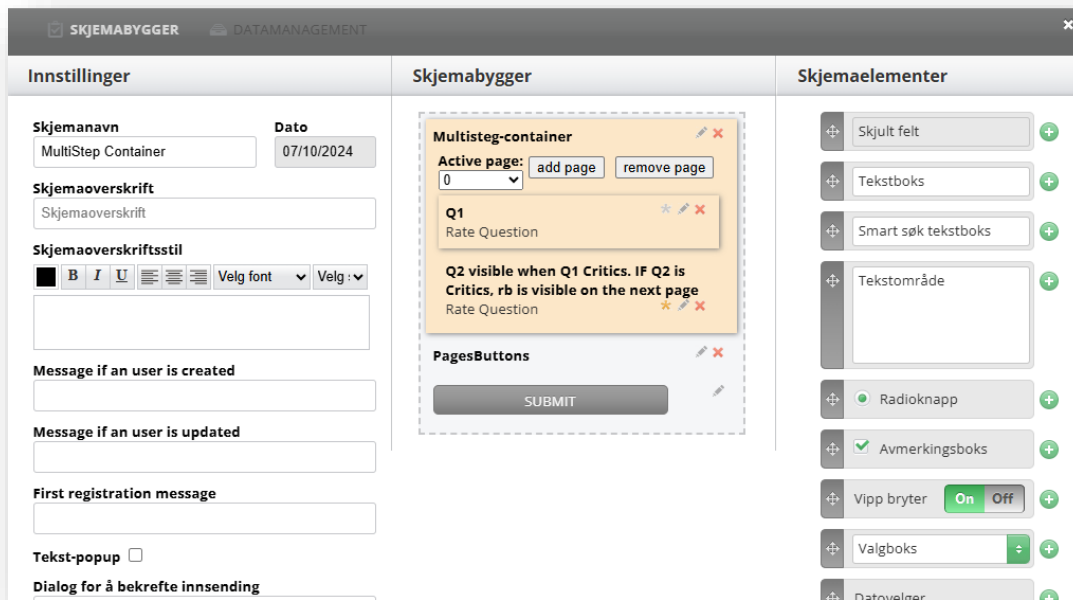 SKJEMABYGGER
DATAMANAGEMENT
Innstillinger
Skjemanavn
Dato
MultiStep Container
07/10/2024
Skjemaoverskrift
Skjemaoverskrift
Skjemaoverskriftsstil
B I U Velg font Velg :
Message if an user is created
Message if an user is updated
First registration message
Tekst-popup
Dialog for å bekrefte innsending
Skjemabygger
Multisteg-container
Active page:
0
add page
remove page
Q1
Rate Question
Q2 visible when Q1 Critics. IF Q2 is
Critics, rb is visible on the next page
Rate Question
PagesButtons
SUBMIT
Skjemaelementer
Skjult felt
Tekstboks
Smart søk tekstboks
Tekstområde
Radioknapp
Avmerkingsboks
Vipp bryter On Off
Valgboks
Datovelger